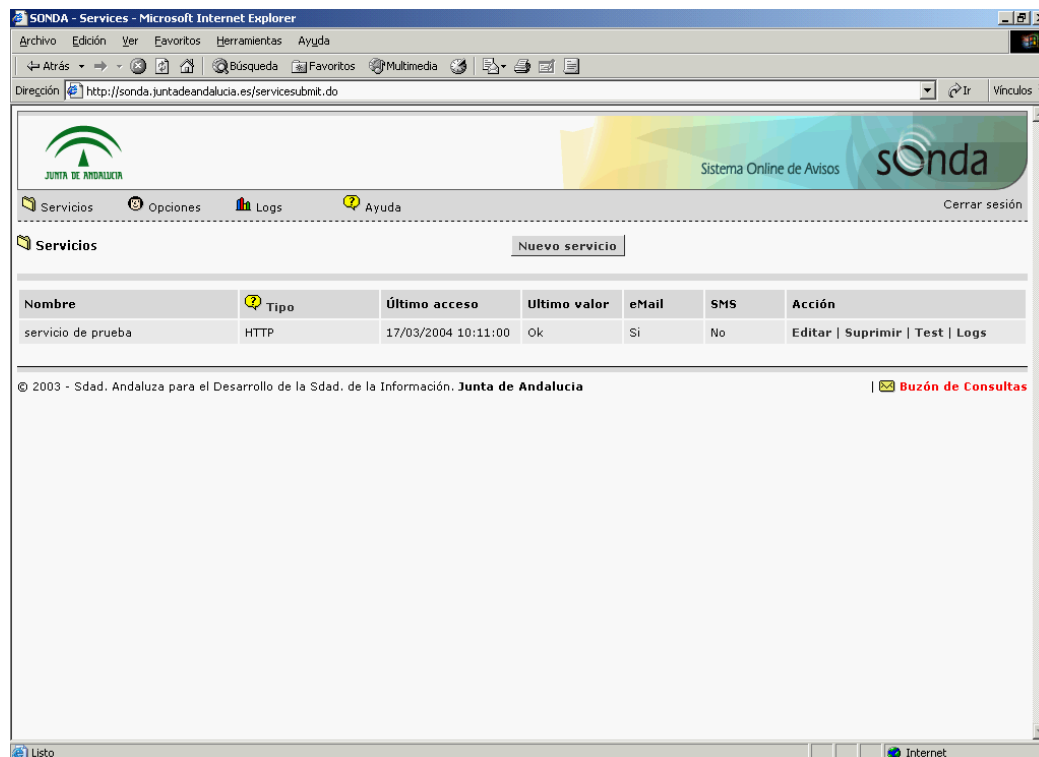 SONDA - Services - Microsoft Internet Explorer
Archivo Edición Ver Favoritos Herramientas Ayuda
Atrás Búsqueda Favoritos Multimedia
Dirección http://sonda.juntadeandalucia.es/servicesubmit.do Ir Vínculos
JUNTA DE ANDALUCIA Sistema Online de Avisos sonda
Servicios Opciones Logs Ayuda Cerrar sesión
Servicios Nuevo servicio
Nombre Tipo Último acceso Ultimo valor eMail SMS Acción
servicio de prueba HTTP 17/03/2004 10:11:00 Ok Si No Editar | Suprimir | Test | Logs
© 2003 - Sdad. Andaluza para el Desarrollo de la Sdad. de la Información. Junta de Andalucia | Buzón de Consultas
Listo Internet